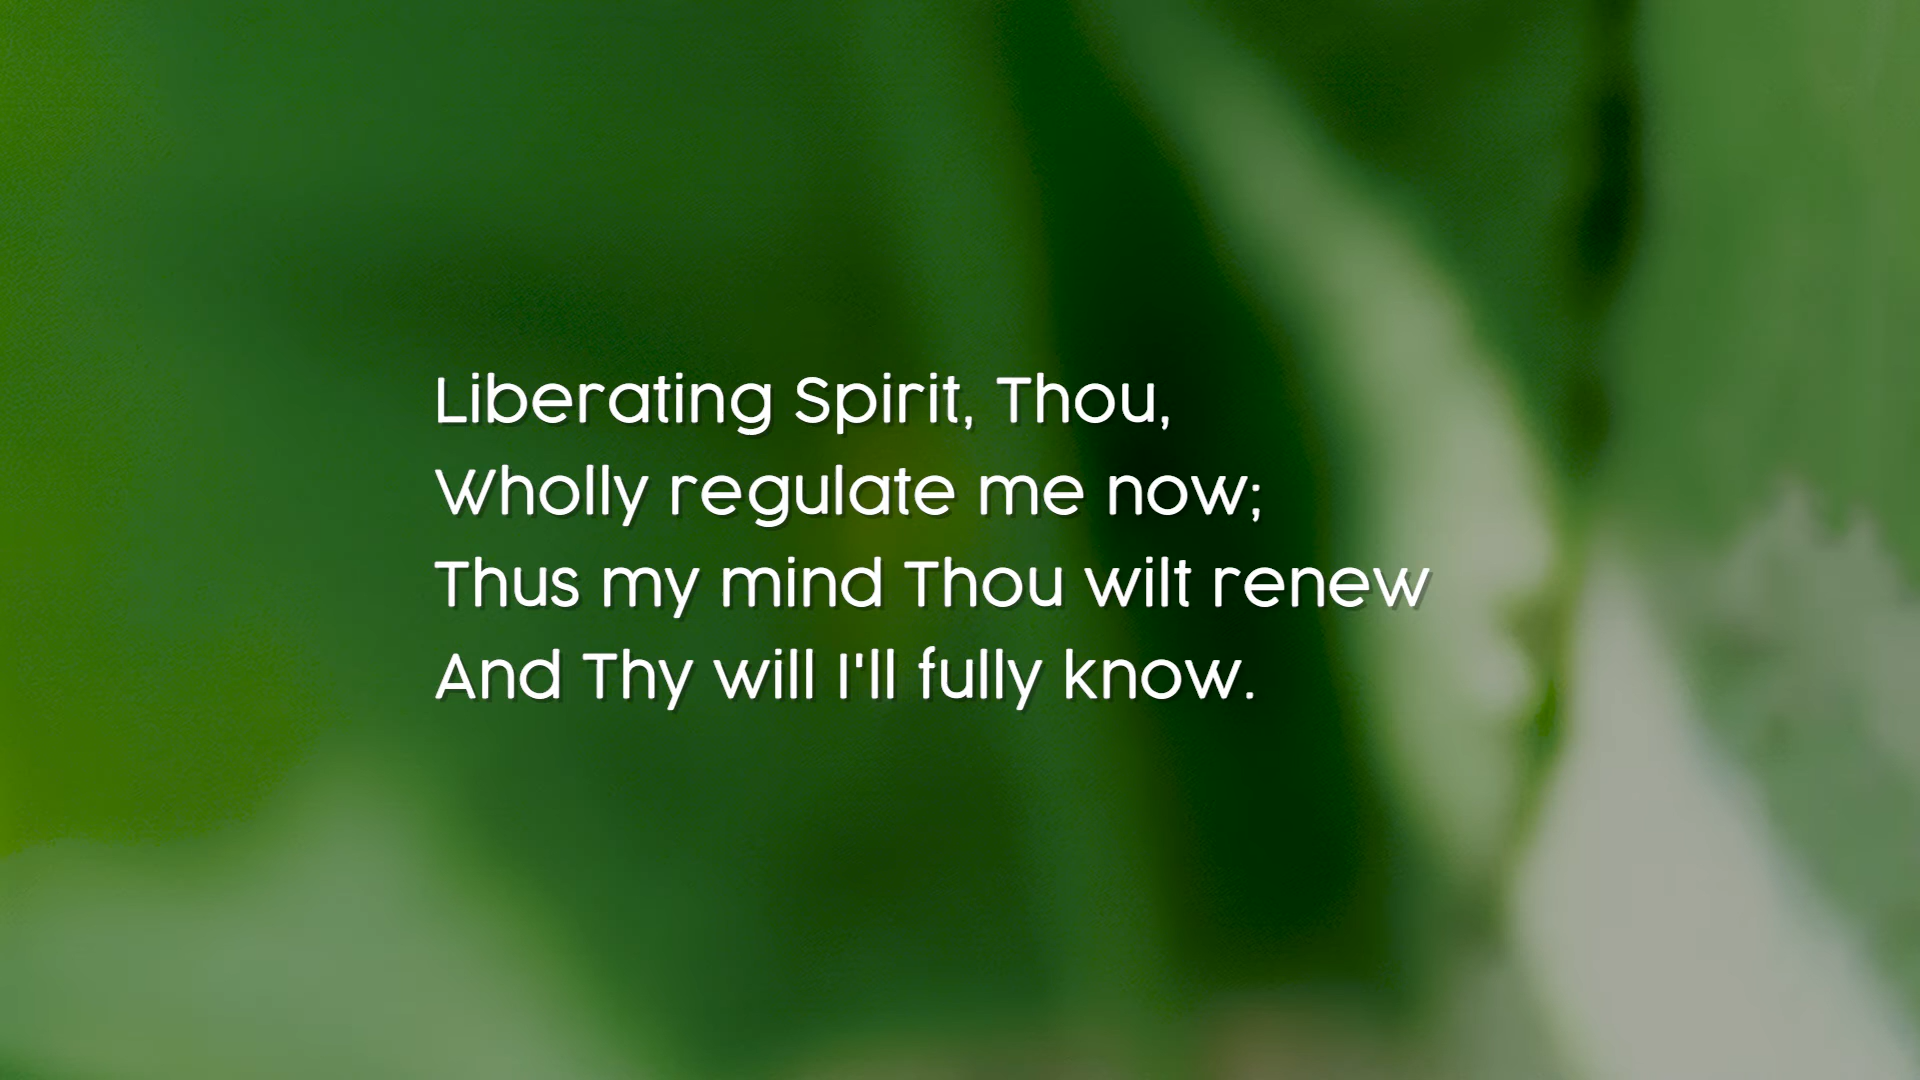 Liberating Spirit, Thou,
Wholly regulate me now;
Thus my mind Thou wilt renew
And Thy will I'll fully know.